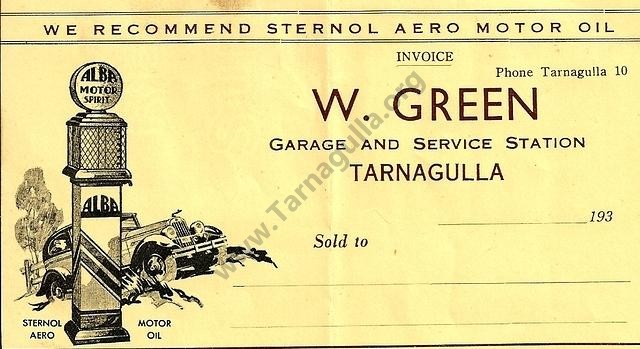 WE RECOMMEND STERNOL AERO MOTOR OIL
INVOICE
Phone Tarnagulla 10
W. GREEN
GARAGE AND SERVICE STATION
TARNAGULLA
193
Sold to
ALBA
MOTOR
SPIRIT
ALBA
STERNOL
AERO
MOTOR
OIL
www.Tarnagulla.org